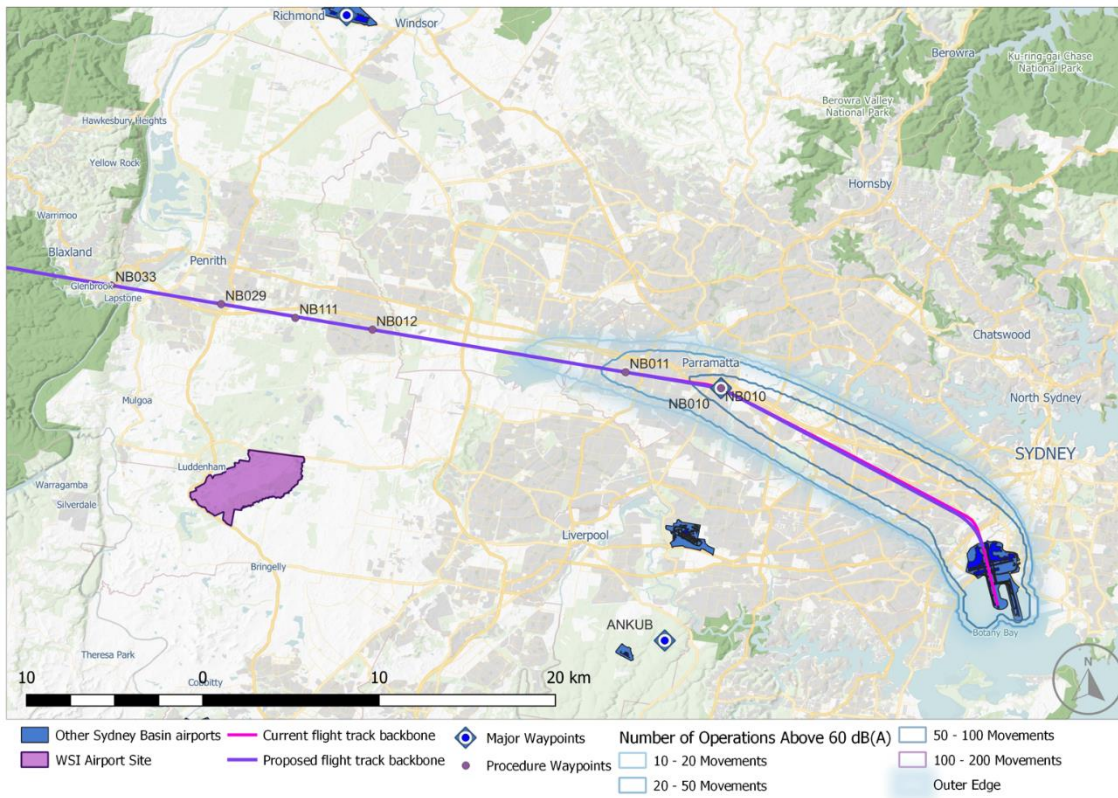 Richmond
Windsor
Berowra
Ku-ring-gai Chase
National Park
Berowra Valley
National Park
Hawkesbury Heights
Yellow Rock
Hornsby
Warrimoo
Blaxland
Penrith
NB033
Glenbrook
Lapstone
NB029
NB111
NB012
Chatswood
Parramatta
NB011
NB010
NB010
North Sydney
Mulgoa
SYDNEY
Luddenham
Warragamba
Silverdale
Liverpool
Bringelly
ANKUB
Botany Bay
Theresa Park
Cobbitty
N
10 0 10 20 km
Other Sydney Basin airports
WSI Airport Site
Current flight track backbone
Proposed flight track backbone
Major Waypoints
Procedure Waypoints
Number of Operations Above 60 dB(A)
10 - 20 Movements
20 - 50 Movements
50 - 100 Movements
100 - 200 Movements
Outer Edge